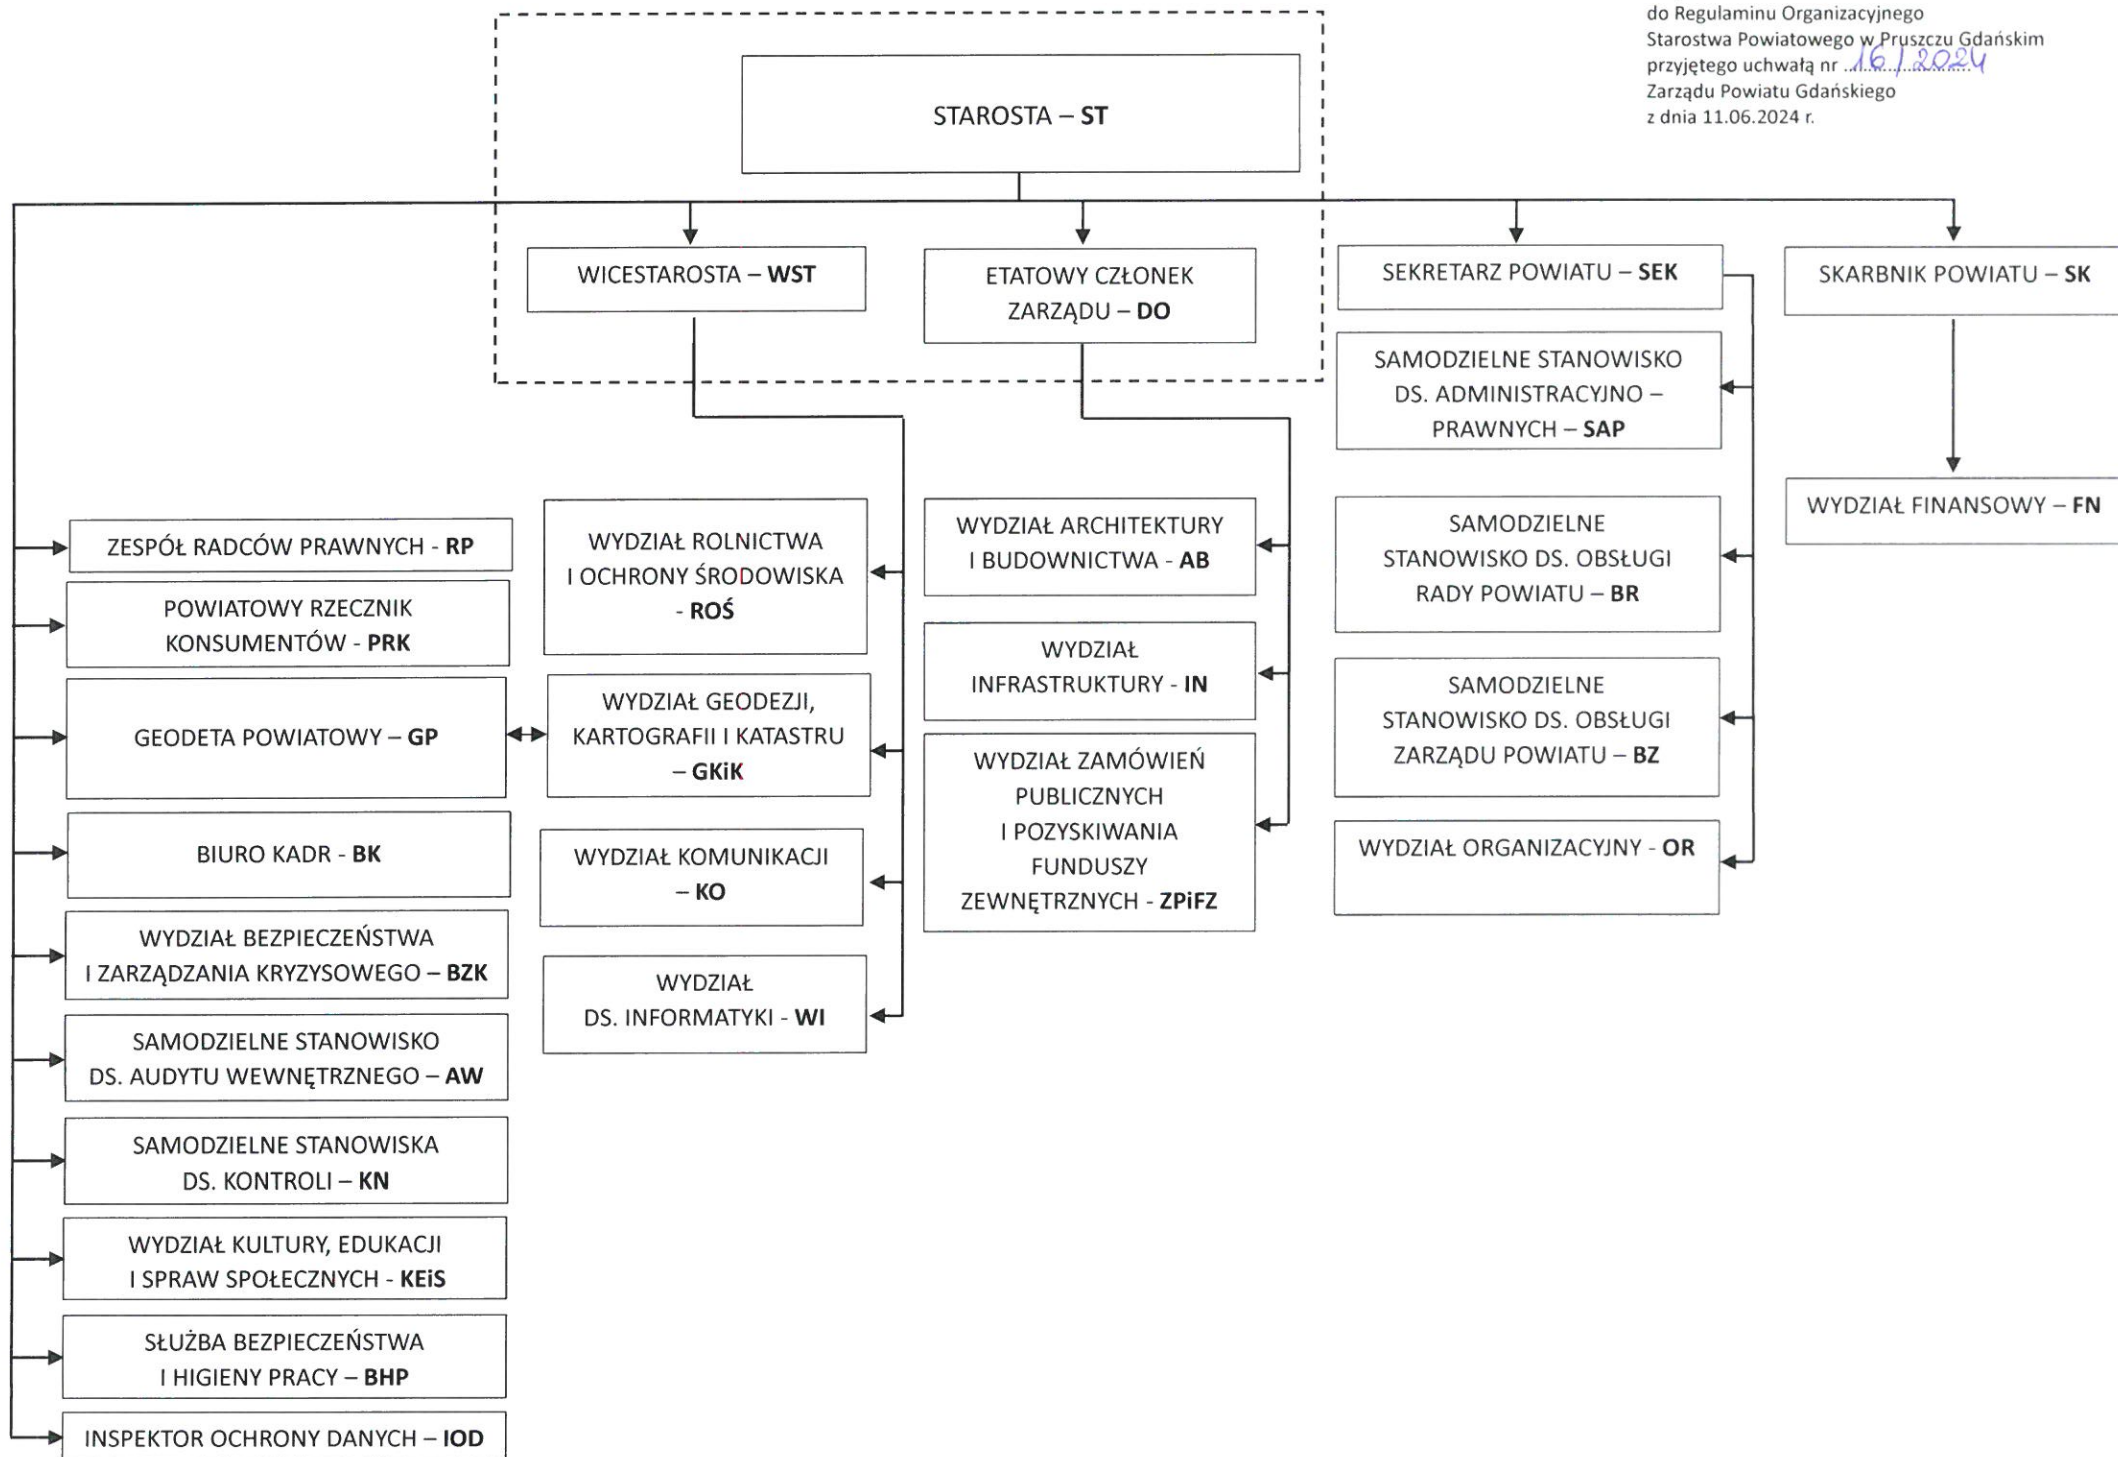 do Regulaminu Organizacyjnego
Starostwa Powiatowego w Pruszczu Gdańskim
przyjętego uchwałą nr 16/2024
Zarządu Powiatu Gdańskiego
z dnia 11.06.2024 r.
STAROSTA – ST
WICESTAROSTA – WST
ETATOWY CZŁONEK
ZARZĄDU – DO
SEKRETARZ POWIATU – SEK
SKARBNIK POWIATU – SK
ZESPÓŁ RADCÓW PRAWNYCH - RP
POWIATOWY RZECZNIK
KONSUMENTÓW - PRK
GEODETA POWIATOWY – GP
BIURO KADR - BK
WYDZIAŁ BEZPIECZEŃSTWA
I ZARZĄDZANIA KRYZYSOWEGO – BZK
SAMODZIELNE STANOWISKO
DS. AUDYTU WEWNĘTRZNEGO – AW
SAMODZIELNE STANOWISKA
DS. KONTROLI – KN
WYDZIAŁ KULTURY, EDUKACJI
I SPRAW SPOŁECZNYCH - KEiS
SŁUŻBA BEZPIECZEŃSTWA
I HIGIENY PRACY – BHP
INSPEKTOR OCHRONY DANYCH – IOD
WYDZIAŁ ROLNICTWA
I OCHRONY ŚRODOWISKA
- ROŚ
WYDZIAŁ GEODEZJI,
KARTOGRAFII I KATASTRU
– GKiK
WYDZIAŁ KOMUNIKACJI
– KO
WYDZIAŁ
DS. INFORMATYKI - WI
WYDZIAŁ ARCHITEKTURY
I BUDOWNICTWA - AB
WYDZIAŁ
INFRASTRUKTURY - IN
WYDZIAŁ ZAMÓWIEŃ
PUBLICZNYCH
I POZYSKIWANIA
FUNDUSZY
ZEWNĘTRZNYCH - ZPiFZ
SAMODZIELNE STANOWISKO
DS. ADMINISTRACYJNO –
PRAWNYCH – SAP
SAMODZIELNE
STANOWISKO DS. OBSŁUGI
RADY POWIATU – BR
SAMODZIELNE
STANOWISKO DS. OBSŁUGI
ZARZĄDU POWIATU – BZ
WYDZIAŁ ORGANIZACYJNY - OR
WYDZIAŁ FINANSOWY – FN